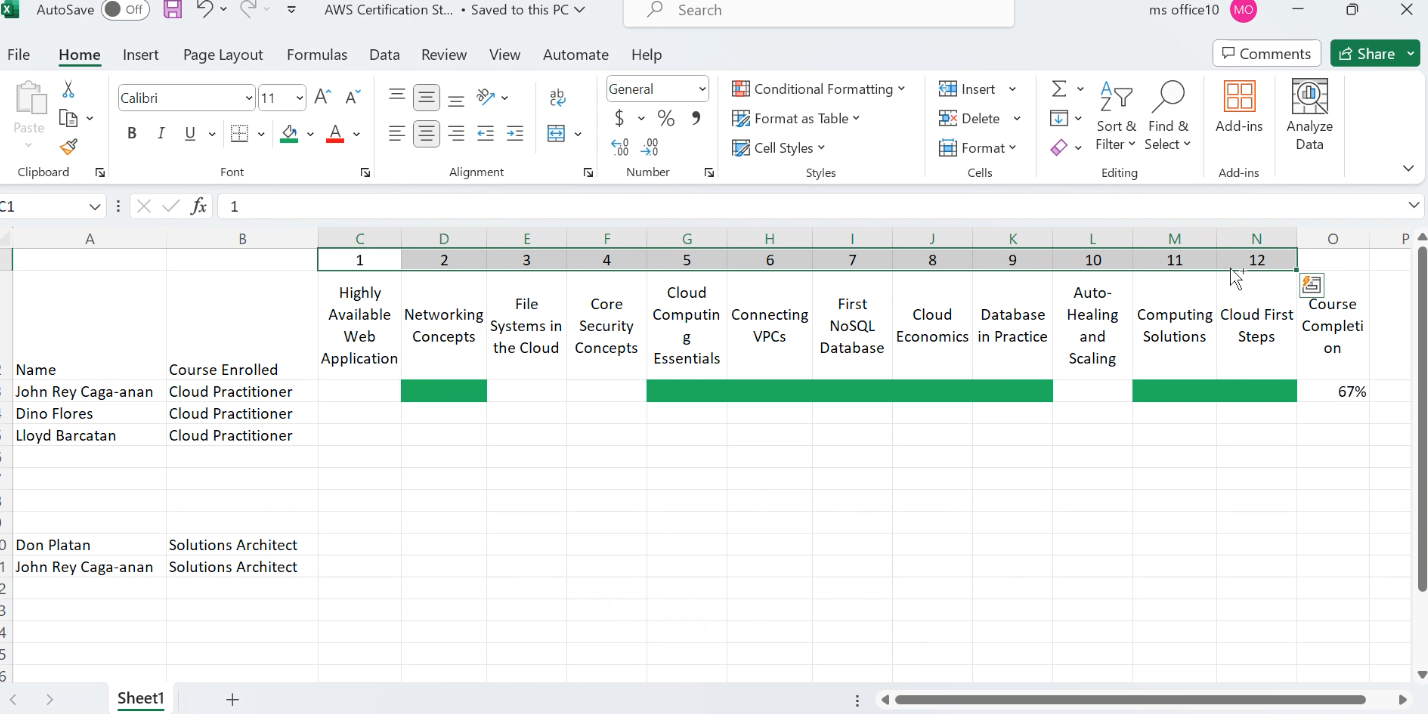 AutoSave Off AWS Certification St... • Saved to this PC Search ms office10 MO
File Home Insert Page Layout Formulas Data Review View Automate Help Comments Share
Paste
Calibri 11
B I U
ab
General
$ % 9
Conditional Formatting
Format as Table
Cell Styles
Insert
Delete
Format
Sort & Filter
Find & Select
Add-ins
Analyze Data
Clipboard Font Alignment Number Styles Cells Editing Add-ins
C1 fx 1
A B C D E F G H I J K L M N O P
1 2 3 4 5 6 7 8 9 10 11 12
Name
Course Enrolled
Highly Available Web Application
Networking Concepts
File Systems in the Cloud
Core Security Concepts
Cloud Computin g Essentials
Connecting VPCs
First NoSQL Database
Cloud Economics
Database in Practice
Auto-Healing and Scaling
Computing Solutions
Cloud First Steps
Course Completi on
John Rey Caga-anan Cloud Practitioner 67%
Dino Flores Cloud Practitioner
Lloyd Barcatan Cloud Practitioner
Don Platan Solutions Architect
John Rey Caga-anan Solutions Architect
Sheet1